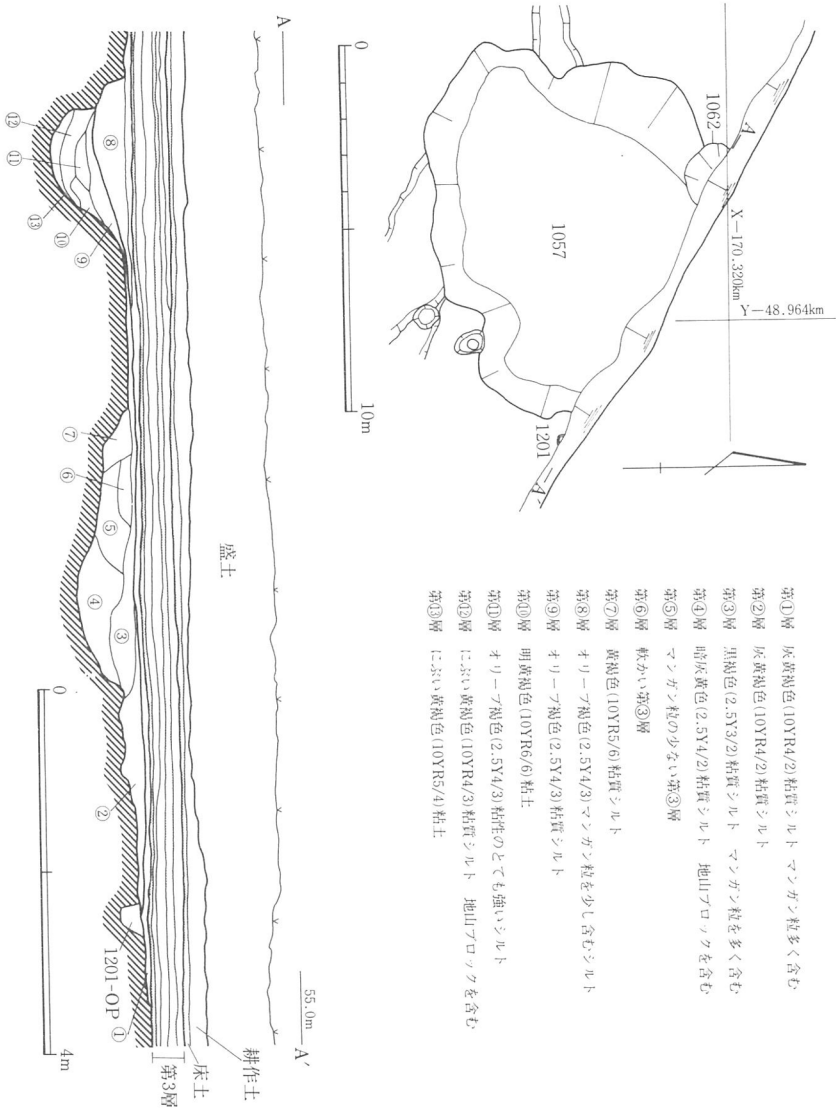 A
A′
55.0m
盛土
耕作土
床土
第3層
①
②
③
④
⑤
⑥
⑦
⑧
⑨
⑩
⑪
⑫
⑬
1201-OP
0
4m
0
10m
1062
1057
1201
A
A′
X-170.320km
Y-48.964km
第①層 灰黄褐色(10YR4/2)粘質シルト マンガン粒多く含む
第②層 灰黄褐色(10YR4/2)粘質シルト
第③層 黒褐色(2.5Y3/2)粘質シルト マンガン粒を多く含む
第④層 暗灰黄色(2.5Y4/2)粘質シルト 地山ブロックを含む
第⑤層 マンガン粒の少ない第③層
第⑥層 軟かい第③層
第⑦層 黄褐色(10YR5/6)粘質シルト
第⑧層 オリーブ褐色(2.5Y4/3)マンガン粒を少し含むシルト
第⑨層 オリーブ褐色(2.5Y4/3)粘質シルト
第⑩層 明黄褐色(10YR6/6)粘土
第⑪層 オリーブ褐色(2.5Y4/3)粘性のとても強いシルト
第⑫層 にぶい黄褐色(10YR4/3)粘質シルト 地山ブロックを含む
第⑬層 にぶい黄褐色(10YR5/4)粘土